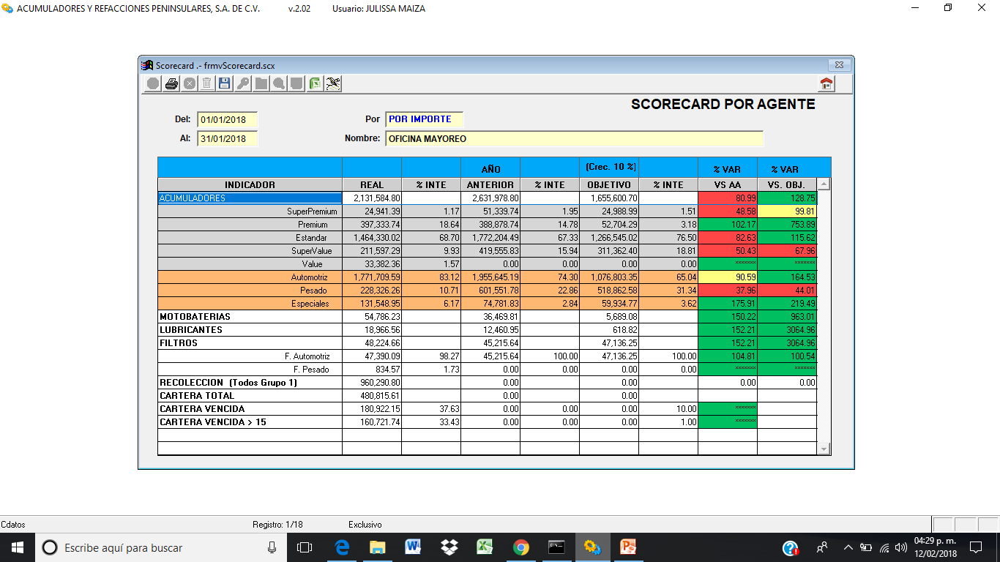 ACUMULADORES Y REFACCIONES PENINSULARES, S.A. DE C.V. v.2.02 Usuario: JULISSA MAIZA
Scorecard .- frmvScorecard.scx
SCORECARD POR AGENTE
Del: 01/01/2018 Por POR IMPORTE
Al: 31/01/2018 Nombre: OFICINA MAYOREO
AÑO (Crec. 10 %) % VAR % VAR
INDICADOR REAL % INTE ANTERIOR % INTE OBJETIVO % INTE VS AA VS. OBJ.
ACUMULADORES 2,131,584.80 2,631,978.80 1,655,600.70 80.99 128.75
SuperPremium 24,941.39 1.17 51,339.74 1.95 24,988.99 1.51 48.58 99.81
Premium 397,333.74 18.64 388,878.74 14.78 52,704.29 3.18 102.17 753.89
Estandar 1,464,330.02 68.70 1,772,204.49 67.33 1,266,545.02 76.50 82.63 115.62
SuperValue 211,597.29 9.93 419,555.83 15.94 311,362.40 18.81 50.43 67.96
Value 33,382.36 1.57 0.00 0.00 0.00 0.00 ******* *******
Automotriz 1,771,709.59 83.12 1,955,645.19 74.30 1,076,803.35 65.04 90.59 164.53
Pesado 228,326.26 10.71 601,551.78 22.86 518,862.58 31.34 37.96 44.01
Especiales 131,548.95 6.17 74,781.83 2.84 59,934.77 3.62 175.91 219.49
MOTOBATERIAS 54,786.23 36,469.81 5,689.08 150.22 963.01
LUBRICANTES 18,966.56 12,460.95 618.82 152.21 3064.96
FILTROS 48,224.66 45,215.64 47,136.25 152.21 3064.96
F. Automotriz 47,390.09 98.27 45,215.64 100.00 47,136.25 100.00 104.81 100.54
F. Pesado 834.57 1.73 0.00 0.00 0.00 0.00 ******* *******
RECOLECCION (Todos Grupo 1) 960,290.80 0.00 0.00 0.00 0.00
CARTERA TOTAL 480,815.61 0.00 0.00
CARTERA VENCIDA 180,922.15 37.63 0.00 0.00 0.00 10.00 *******
CARTERA VENCIDA > 15 160,721.74 33.43 0.00 0.00 0.00 1.00 *******
Cdatos Registro: 1/18 Exclusivo
Escribe aquí para buscar
04:29 p. m.
12/02/2018